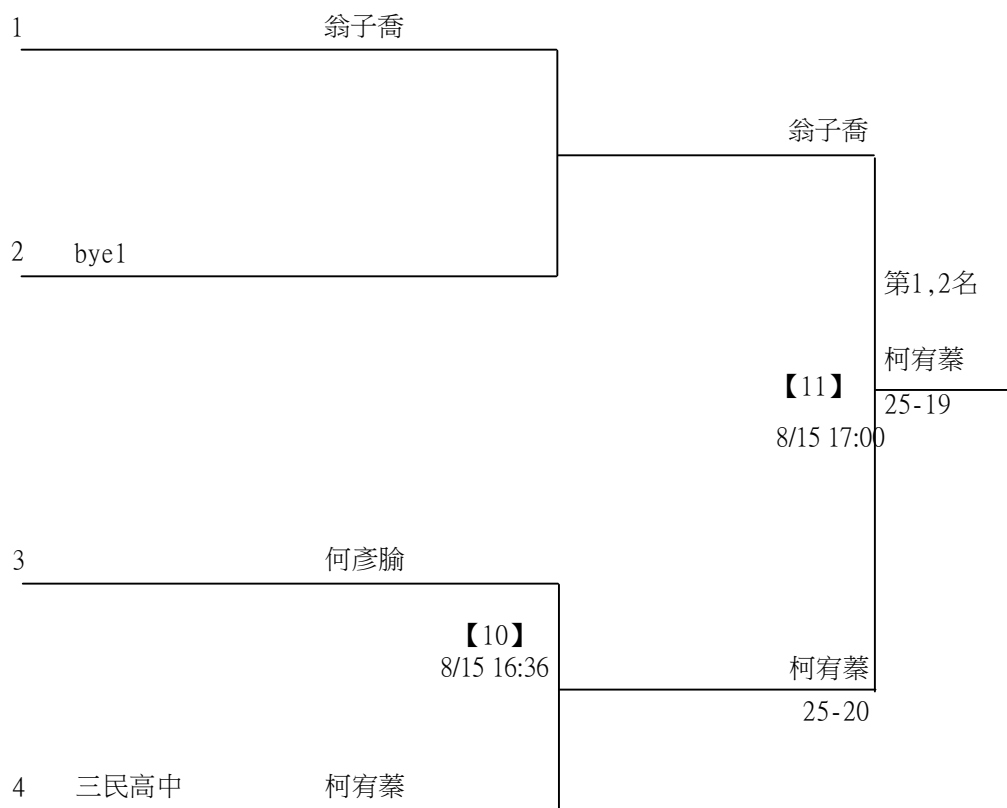 1 翁子喬
翁子喬
2 bye1
第1,2名
柯宥蓁
【11】
25-19
8/15 17:00
3 何彥腧
【10】
8/15 16:36
柯宥蓁
25-20
4 三民高中 柯宥蓁